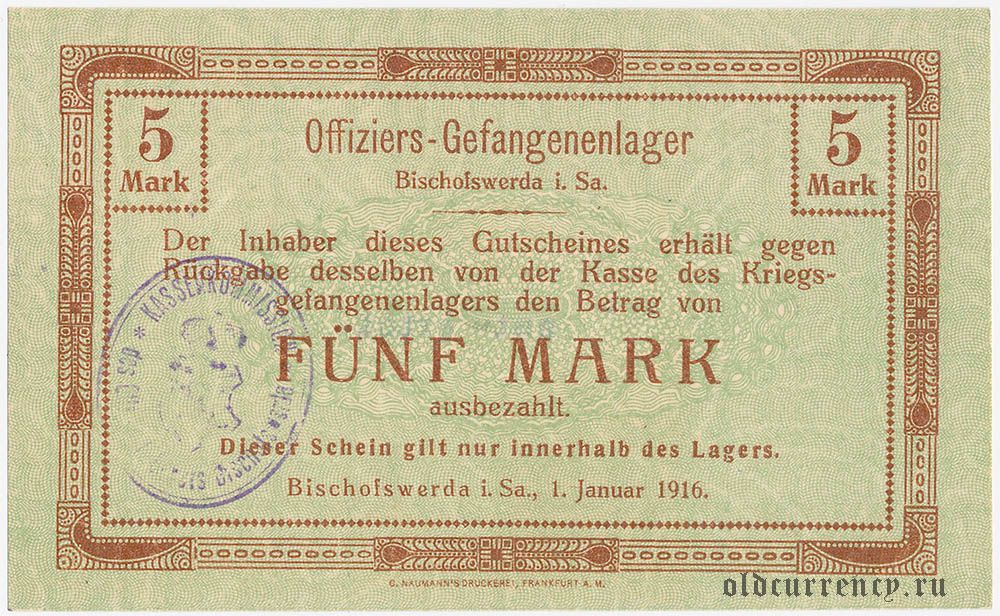 5
Mark
5
Mark
Offiziers-Gefangenenlager
Bischofswerda i. Sa.
Der Inhaber dieses Gutscheines erhält gegen
Rückgabe desselben von der Kasse des Kriegs-
gefangenenlagers den Betrag von
FÜNF MARK
ausbezahlt.
Dieser Schein gilt nur innerhalb des Lagers.
Bischofswerda i. Sa., 1. Januar 1916.
* KASSENKOMMISSION
des
C. NAUMANN'S DRUCKEREI, FRANKFURT A. M.
oldcurrency.ru